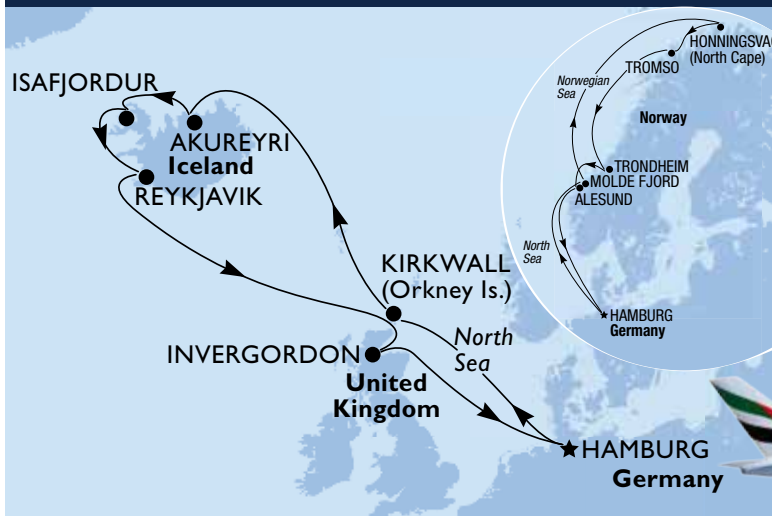 ISAFJORDUR
AKUREYRI
Iceland
REYKJAVIK
KIRKWALL
(Orkney Is.)
North
Sea
INVERGORDON
United
Kingdom
HAMBURG
Germany
HONNINGSVAG
(North Cape)
TROMSO
Norwegian
Sea
Norway
TRONDHEIM
MOLDE FJORD
ALESUND
North
Sea
HAMBURG
Germany